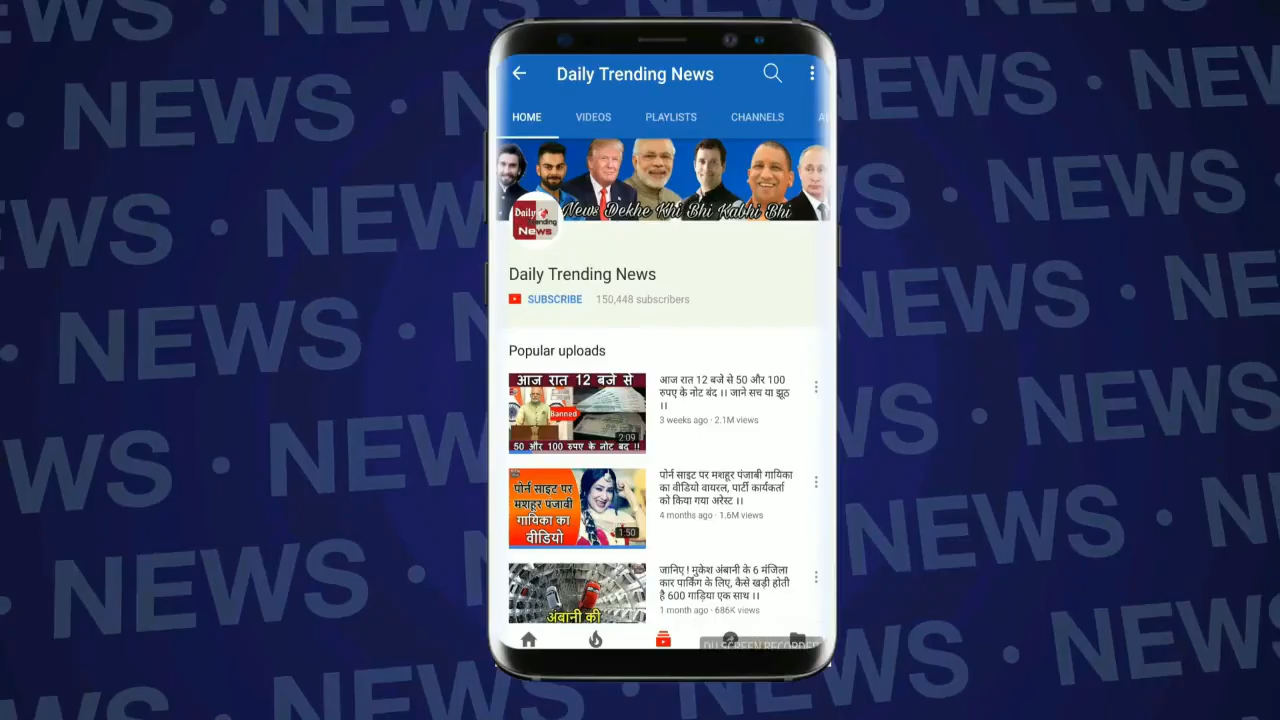 NEWS • NEWS • NEWS
Daily Trending News
HOME VIDEOS PLAYLISTS CHANNELS
News Dekhe Khi Bhi Kabhi Bhi
Daily
Trending
News
Daily Trending News
SUBSCRIBE 150,448 subscribers
Popular uploads
आज रात 12 बजे से
Banned
2:09
50 और 100 रुपए के नोट बंद !!
आज रात 12 बजे से 50 और 100
रुपए के नोट बंद ।। जाने सच या झूठ
।।
3 weeks ago · 2.1M views
पोर्न साइट पर
मशहूर पंजाबी
गायिका का
वीडियो
1:50
पोर्न साइट पर मशहूर पंजाबी गायिका
का वीडियो वायरल, पार्टी कार्यकर्ता
को किया गया अरेस्ट ।।
4 months ago · 1.6M views
अंबानी की
जानिए ! मुकेश अंबानी के 6 मंजिला
कार पार्किंग के लिए, कैसे खड़ी होती
है 600 गाड़िया एक साथ ।।
1 month ago · 686K views
DU SCREEN RECORDER